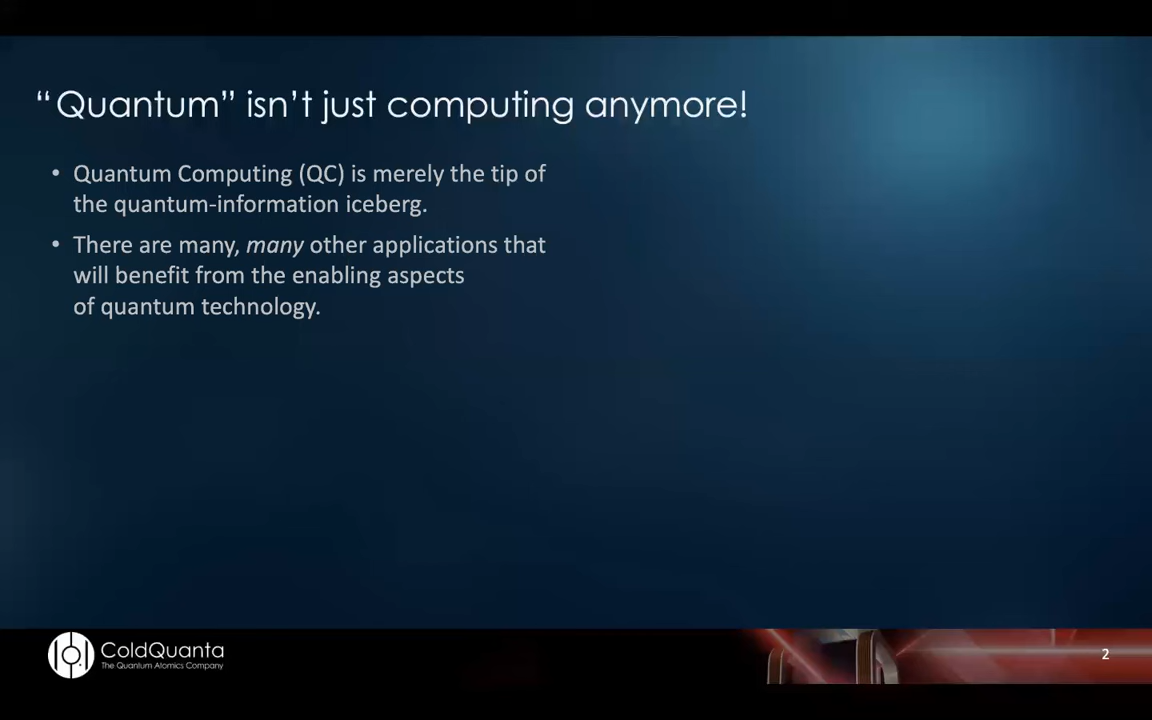 “Quantum” isn’t just computing anymore!
• Quantum Computing (QC) is merely the tip of
the quantum-information iceberg.
• There are many, many other applications that
will benefit from the enabling aspects
of quantum technology.
ColdQuanta
The Quantum Atomics Company
2